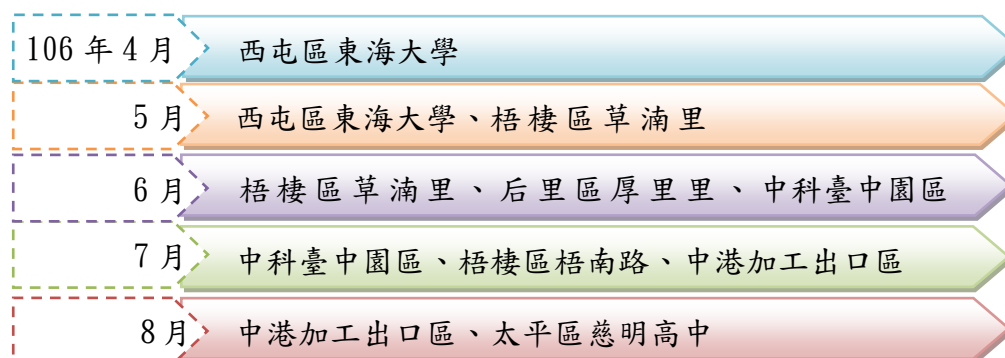 106 年 4 月 西屯區東海大學
5 月 西屯區東海大學、梧棲區草湳里
6 月 梧棲區草湳里、后里區厚里里、中科臺中園區
7 月 中科臺中園區、梧棲區梧南路、中港加工出口區
8 月 中港加工出口區、太平區慈明高中